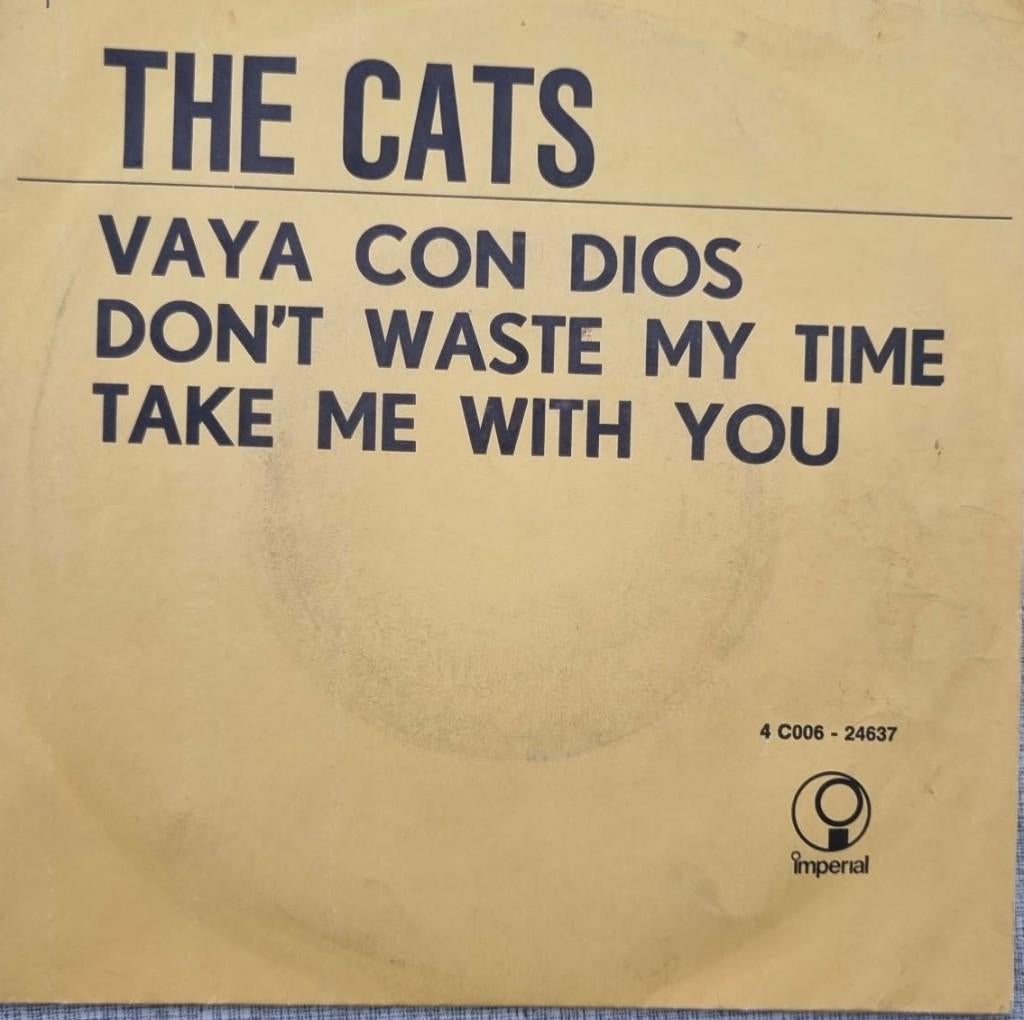 THE CATS
VAYA CON DIOS
DON'T WASTE MY TIME
TAKE ME WITH YOU
4 C006 - 24637
imperial